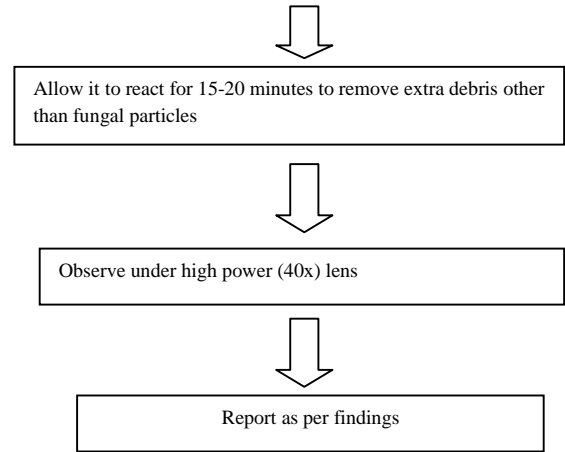 Allow it to react for 15-20 minutes to remove extra debris other
than fungal particles
Observe under high power (40x) lens
Report as per findings